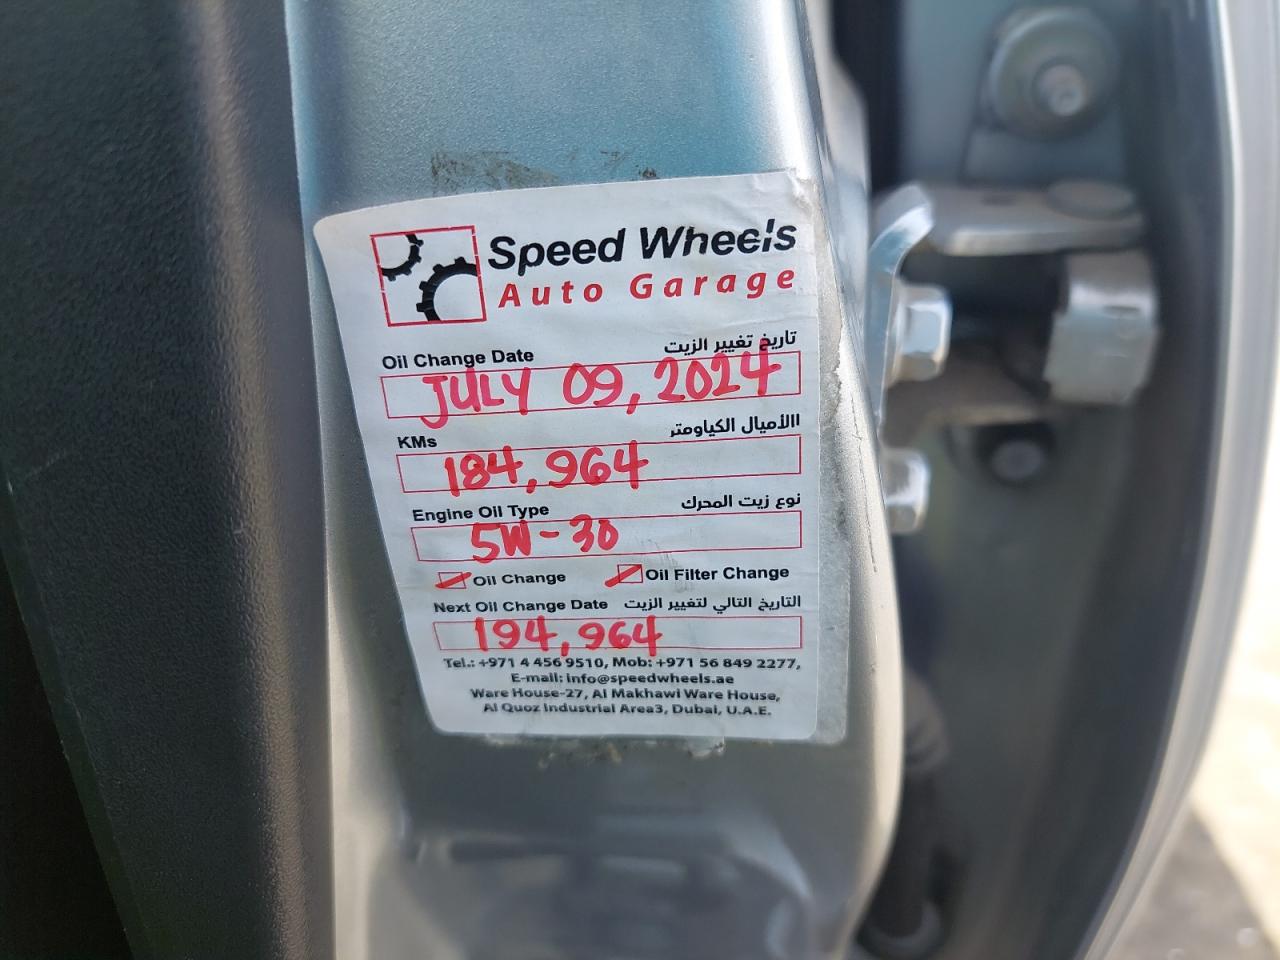 Speed Wheels
Auto Garage
Oil Change Date تاريخ تغيير الزيت
JULY 09, 2024
KMs االأميال الكياومتر
184,964
Engine Oil Type نوع زيت المحرك
5W-30
Oil Change Oil Filter Change
Next Oil Change Date التاريخ التالي لتغيير الزيت
194,964
Tel.: +971 4 456 9510, Mob: +971 56 849 2277,
E-mail: info@speedwheels.ae
Ware House-27, Al Makhawi Ware House,
Al Quoz Industrial Area3, Dubai, U.A.E.